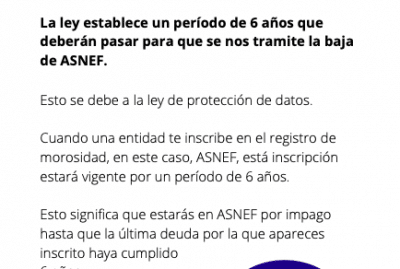 La ley establece un período de 6 años que
deberán pasar para que se nos tramite la baja
de ASNEF.
Esto se debe a la ley de protección de datos.
Cuando una entidad te inscribe en el registro de
morosidad, en este caso, ASNEF, está inscripción
estará vigente por un período de 6 años.
Esto significa que estarás en ASNEF por impago
hasta que la última deuda por la que apareces
inscrito haya cumplido
6 años